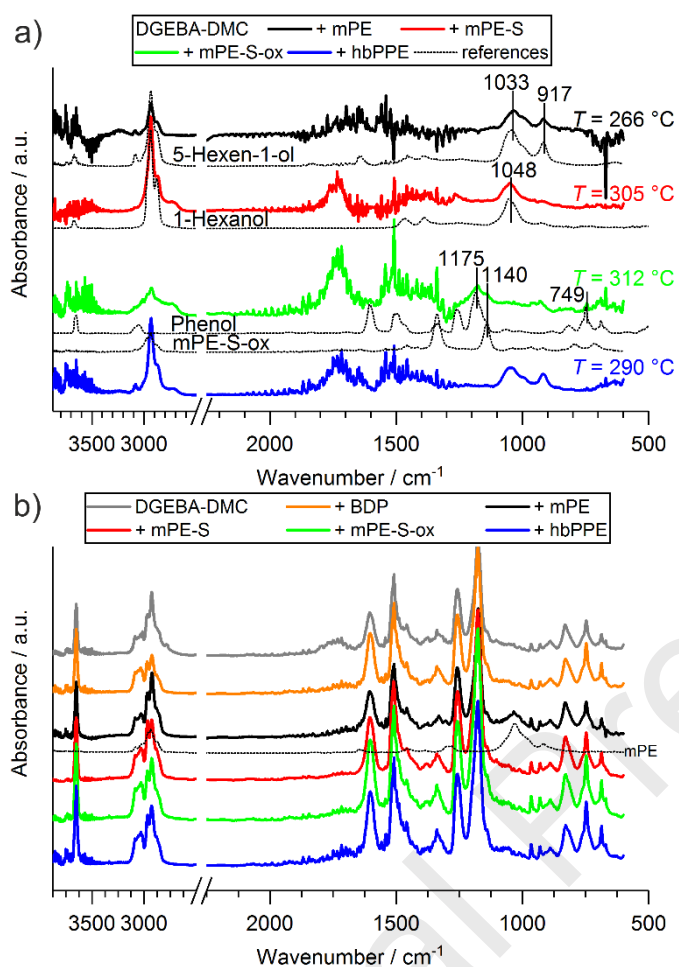 a)
DGEBA-DMC + mPE + mPE-S
+ mPE-S-ox + hbPPE references
1033
917
T = 266 °C
5-Hexen-1-ol
1048
T = 305 °C
1-Hexanol
T = 312 °C
1175
1140
749
Phenol
mPE-S-ox
T = 290 °C
Absorbance / a.u.
3500 3000 2000 1500 1000 500
Wavenumber / cm-1
b)
DGEBA-DMC + BDP + mPE
+ mPE-S + mPE-S-ox + hbPPE
mPE
Absorbance / a.u.
3500 3000 2000 1500 1000 500
Wavenumber / cm-1